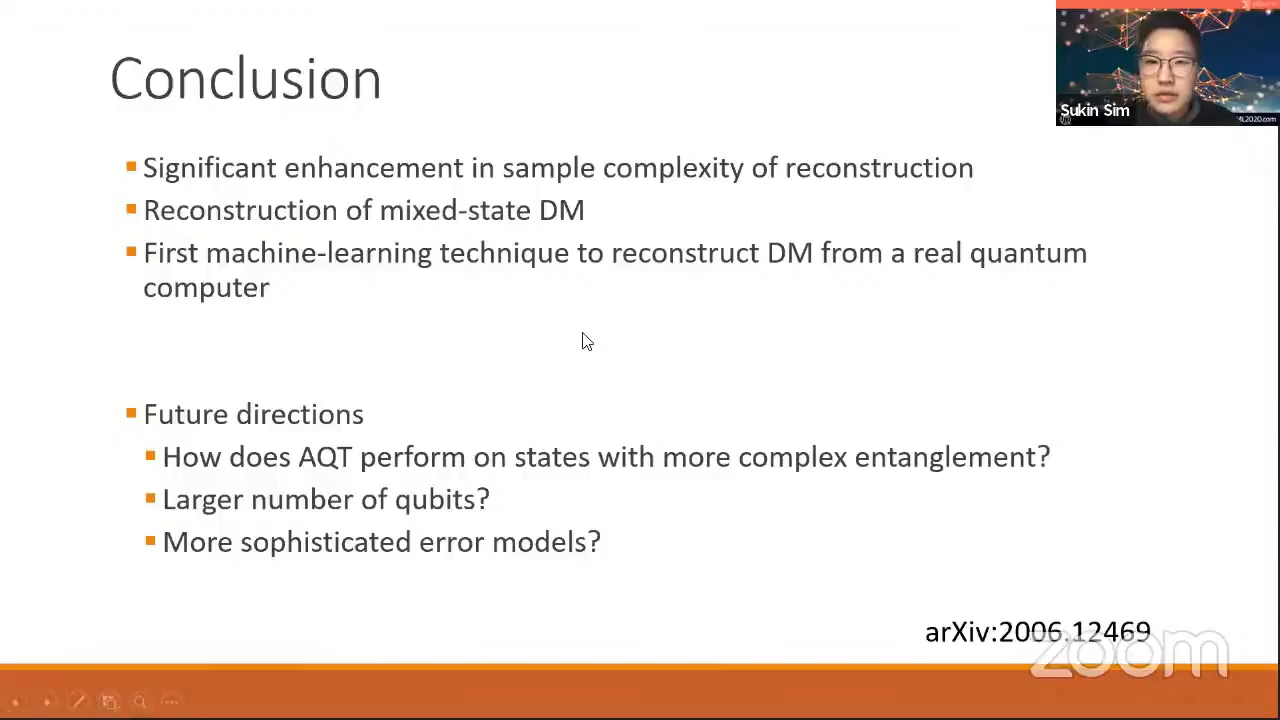 Conclusion
Sukin Sim
ML2020.com
Significant enhancement in sample complexity of reconstruction
Reconstruction of mixed-state DM
First machine-learning technique to reconstruct DM from a real quantum
computer
Future directions
How does AQT perform on states with more complex entanglement?
Larger number of qubits?
More sophisticated error models?
arXiv:2006.12469
zoom